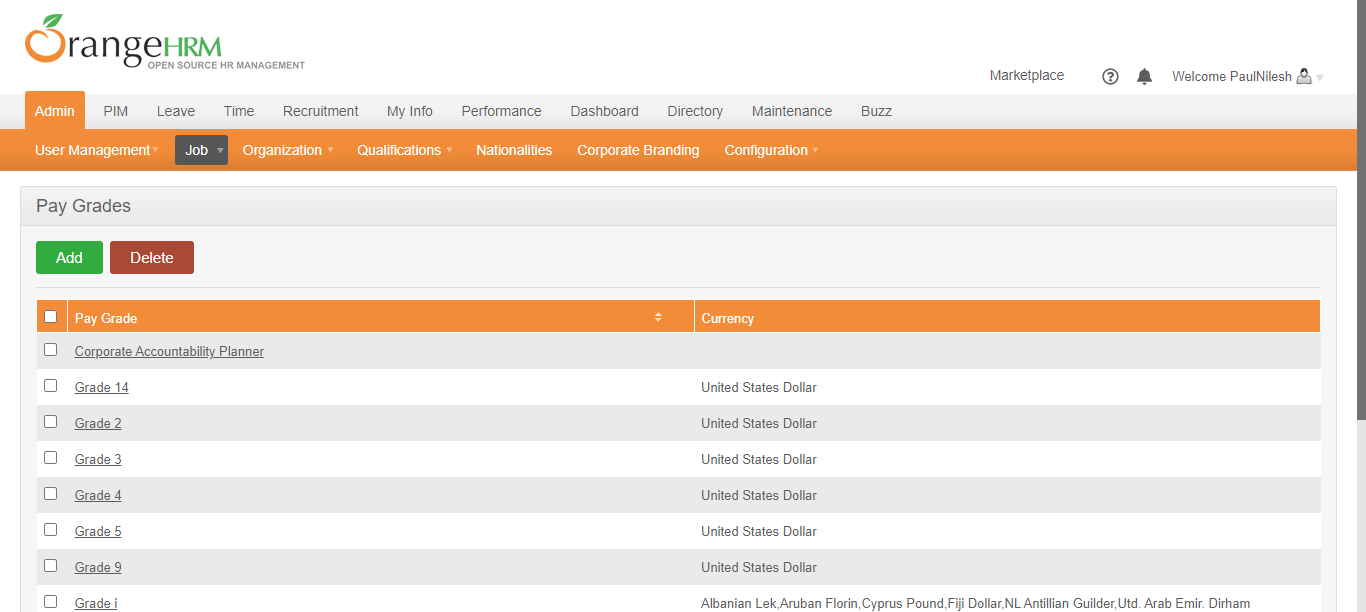 OrangeHRM
OPEN SOURCE HR MANAGEMENT
Marketplace ? Welcome PaulNilesh
Admin PIM Leave Time Recruitment My Info Performance Dashboard Directory Maintenance Buzz
User Management Job Organization Qualifications Nationalities Corporate Branding Configuration
Pay Grades
Add Delete
Pay Grade Currency
Corporate Accountability Planner
Grade 14 United States Dollar
Grade 2 United States Dollar
Grade 3 United States Dollar
Grade 4 United States Dollar
Grade 5 United States Dollar
Grade 9 United States Dollar
Grade i Albanian Lek,Aruban Florin,Cyprus Pound,Fiji Dollar,NL Antillian Guilder,Utd. Arab Emir. Dirham